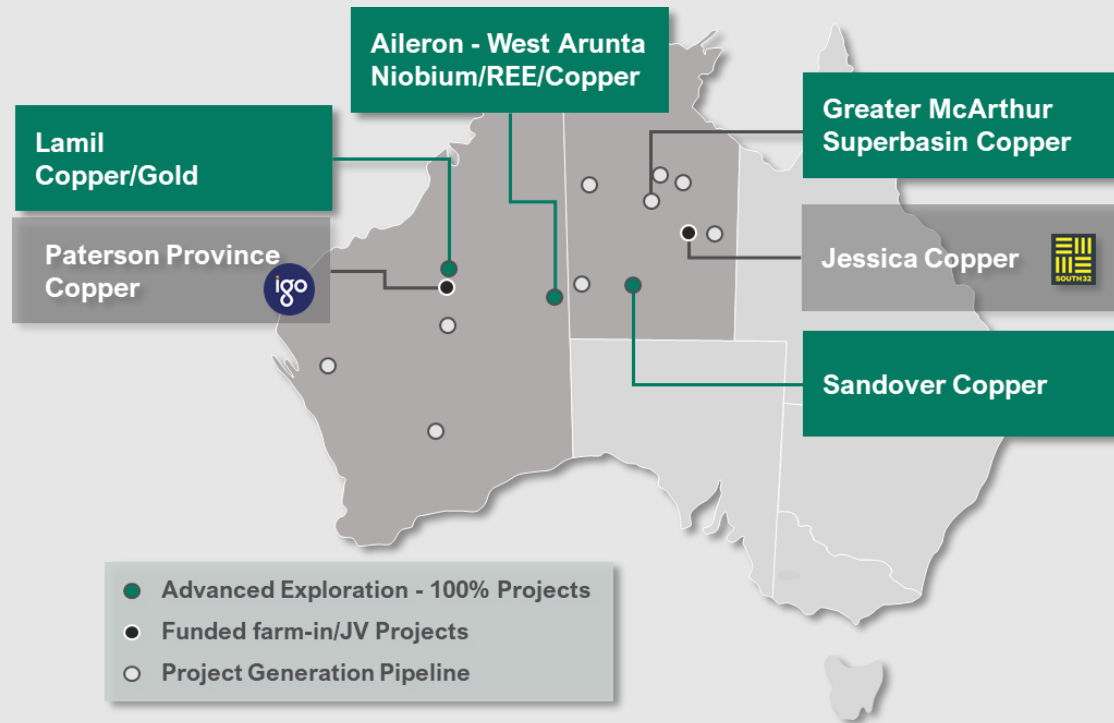 Aileron - West Arunta
Niobium/REE/Copper
Lamil
Copper/Gold
Greater McArthur
Superbasin Copper
Paterson Province
Copper
igo
Jessica Copper
SOUTH32
Sandover Copper
Advanced Exploration - 100% Projects
Funded farm-in/JV Projects
Project Generation Pipeline